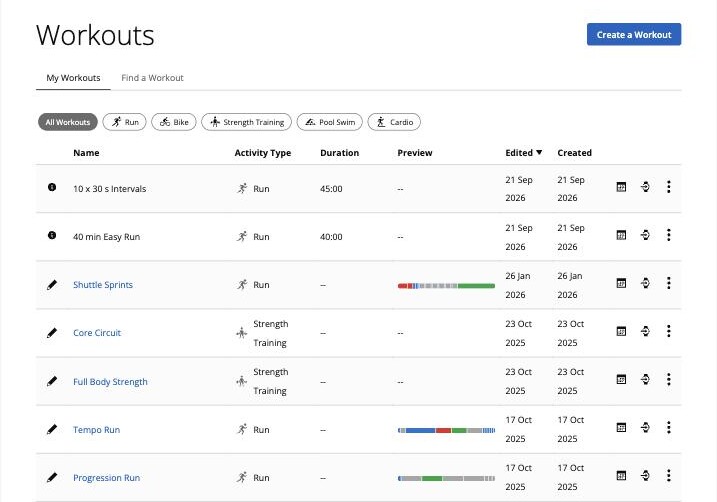 Workouts
Create a Workout
My Workouts Find a Workout
All Workouts Run Bike Strength Training Pool Swim Cardio
Name Activity Type Duration Preview Edited ▼ Created
10 x 30 s Intervals Run 45:00 -- 21 Sep 2026 21 Sep 2026
40 min Easy Run Run 40:00 -- 21 Sep 2026 21 Sep 2026
Shuttle Sprints Run -- 26 Jan 2026 26 Jan 2026
Core Circuit Strength Training -- -- 23 Oct 2025 23 Oct 2025
Full Body Strength Strength Training -- -- 23 Oct 2025 23 Oct 2025
Tempo Run Run -- 17 Oct 2025 17 Oct 2025
Progression Run Run -- 17 Oct 2025 17 Oct 2025